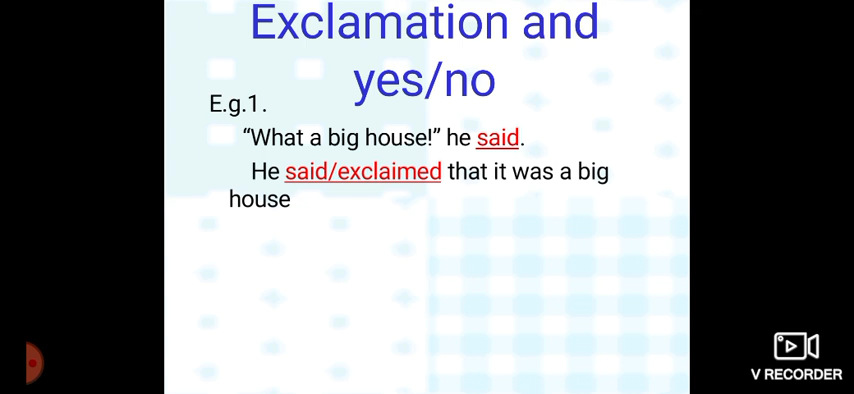 Exclamation and
yes/no
E.g.1.
“What a big house!” he said.
He said/exclaimed that it was a big
house
V RECORDER